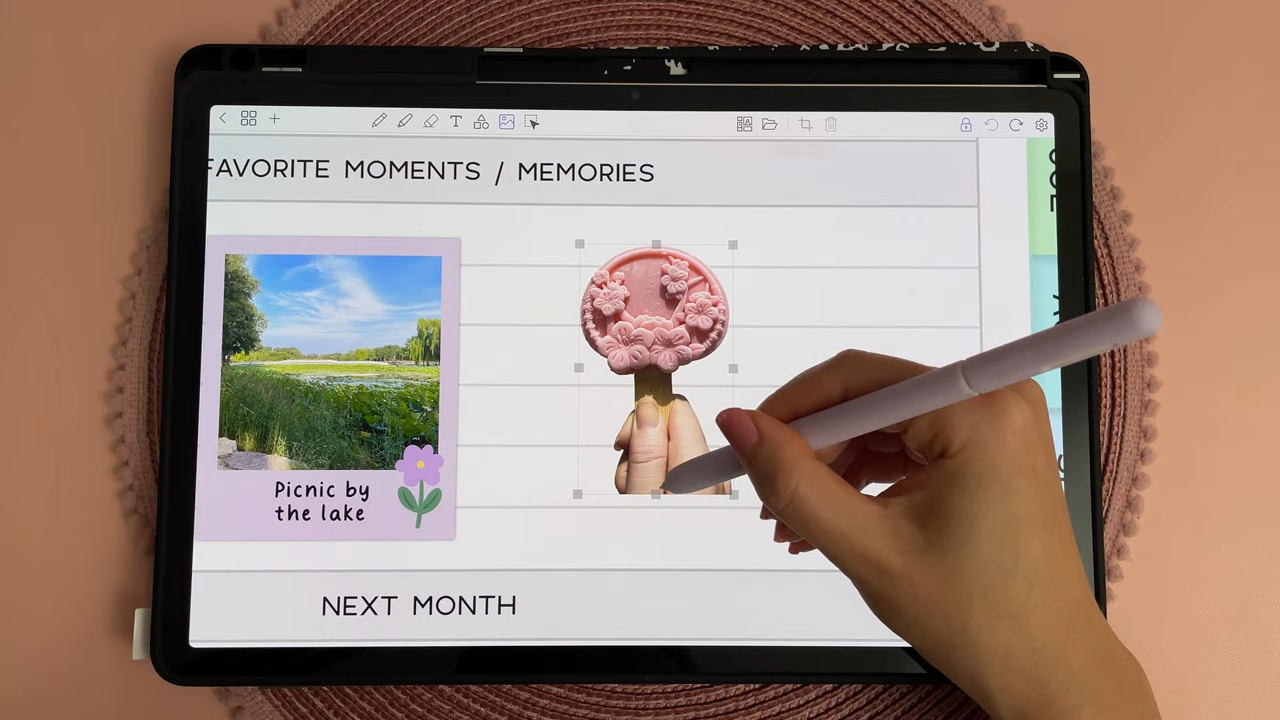 FAVORITE MOMENTS / MEMORIES
Picnic by
the lake
NEXT MONTH